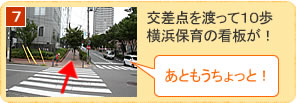 7
交差点を渡って10歩
横浜保育の看板が！
あともうちょっと！